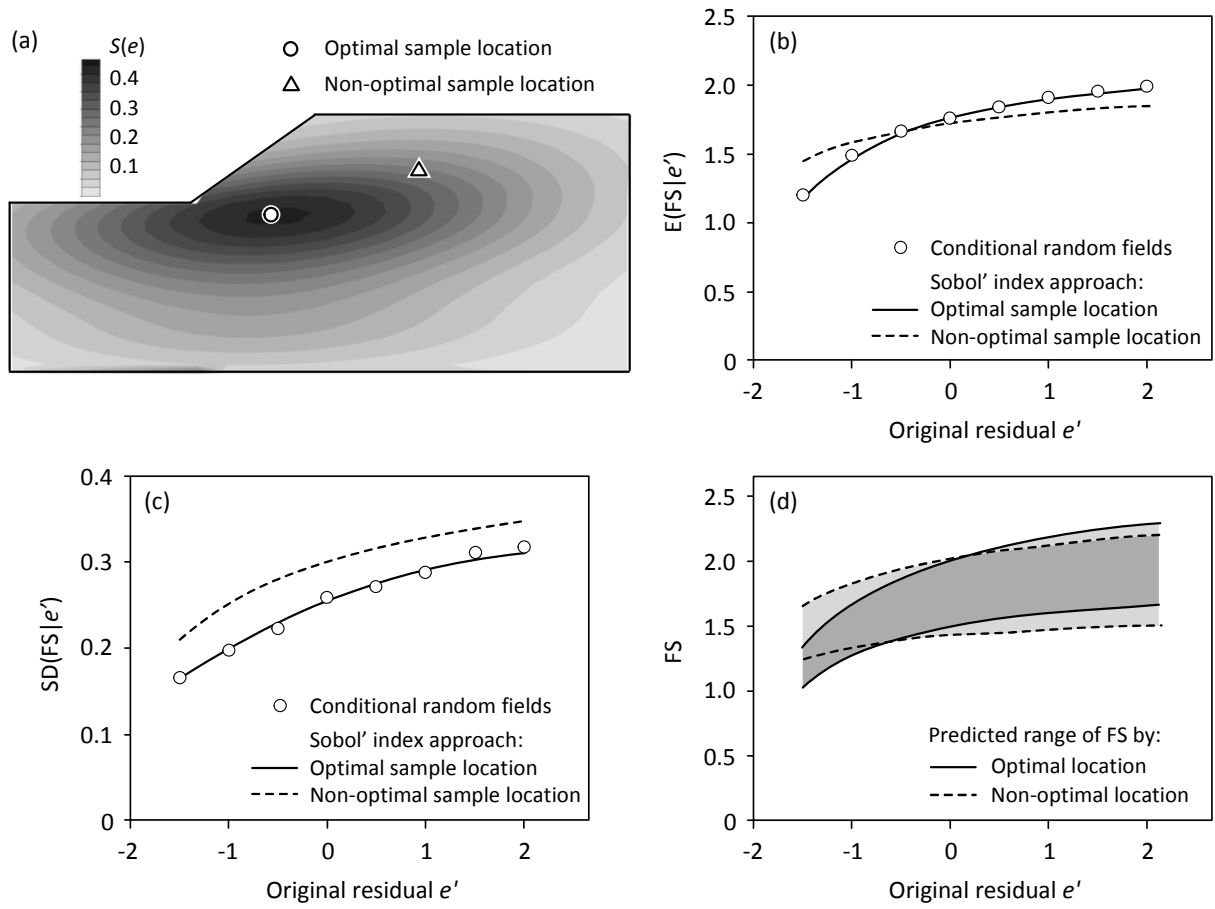 (a)
S(e)
0.4
0.3
0.2
0.1
Optimal sample location
Non-optimal sample location
(b)
2.5
2.0
1.5
1.0
0.5
0
E(FS|e′)
-2 -1 0 1 2
Original residual e′
Conditional random fields
Sobol’ index approach:
Optimal sample location
Non-optimal sample location
(c)
0.4
0.3
0.2
0.1
0
SD(FS|e′)
-2 -1 0 1 2
Original residual e′
Conditional random fields
Sobol’ index approach:
Optimal sample location
Non-optimal sample location
(d)
2.5
2.0
1.5
1.0
0.5
0
FS
-2 -1 0 1 2
Original residual e′
Predicted range of FS by:
Optimal location
Non-optimal location